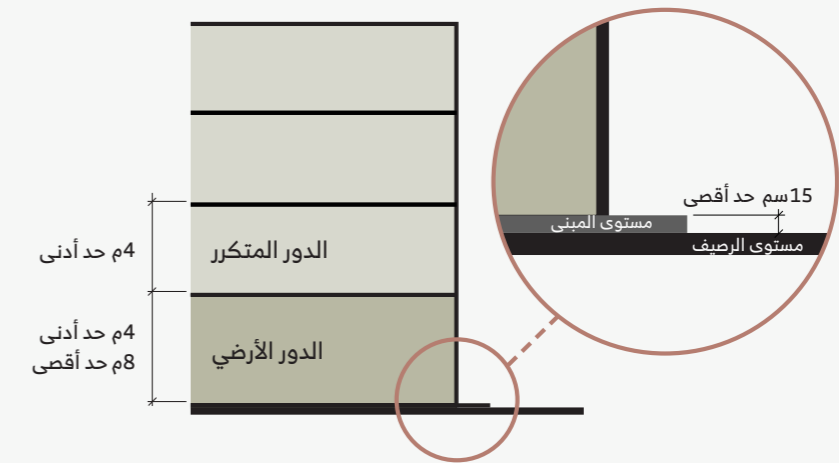 15سم حد أقصى
مستوى المبنى
مستوى الرصيف
4م حد أدنى
الدور المتكرر
4م حد أدنى
8م حد أقصى
الدور الأرضي